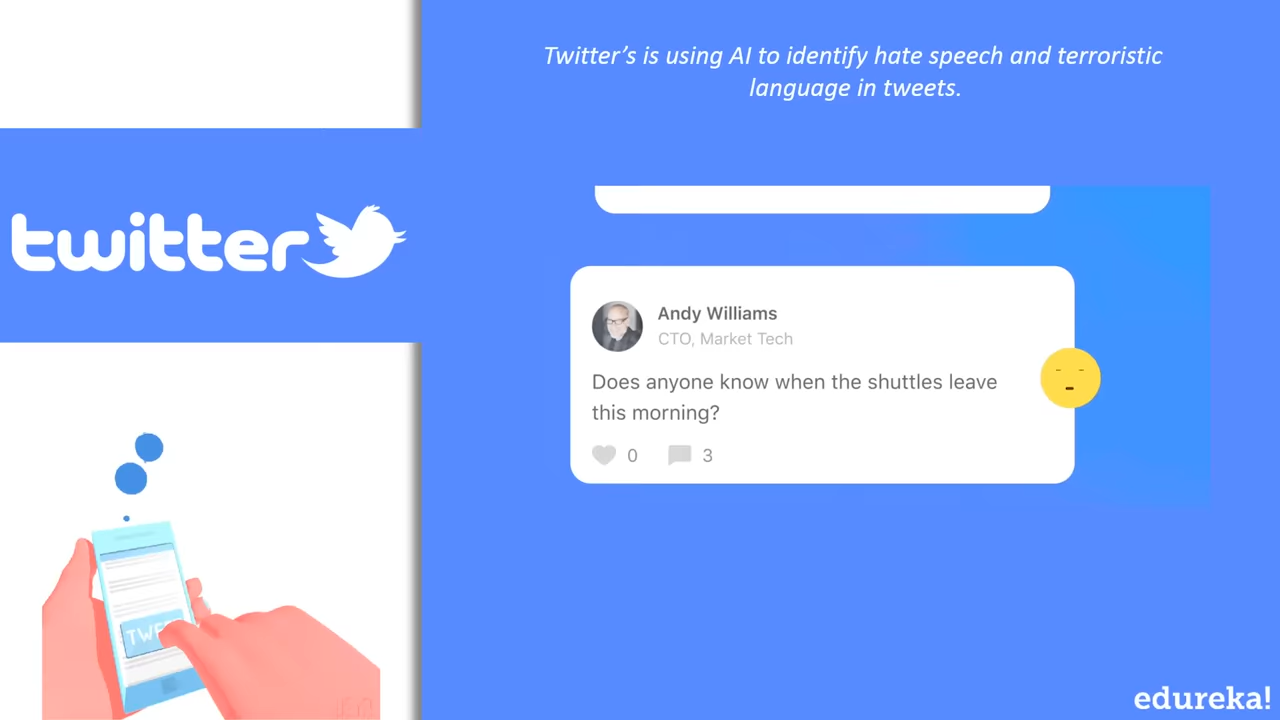 Twitter's is using AI to identify hate speech and terroristic
language in tweets.
twitter
Andy Williams
CTO, Market Tech
Does anyone know when the shuttles leave
this morning?
0 3
edureka!